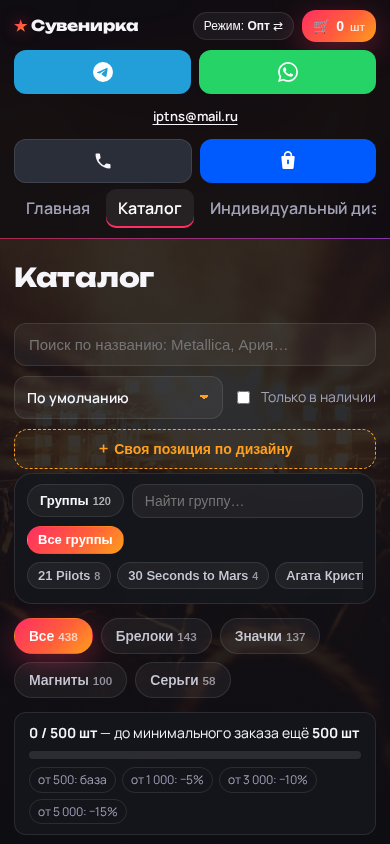 ★ Сувенирка
Режим: Опт ⇄
🛒 0 шт
iptns@mail.ru
Главная Каталог Индивидуальный диз
Каталог
Поиск по названию: Metallica, Ария…
По умолчанию Только в наличии
+ Своя позиция по дизайну
Группы 120 Найти группу…
Все группы
21 Pilots 8 30 Seconds to Mars 4 Агата Кристи
Все 438 Брелоки 143 Значки 137
Магниты 100 Серьги 58
0 / 500 шт — до минимального заказа ещё 500 шт
от 500: база от 1 000: −5% от 3 000: −10%
от 5 000: −15%